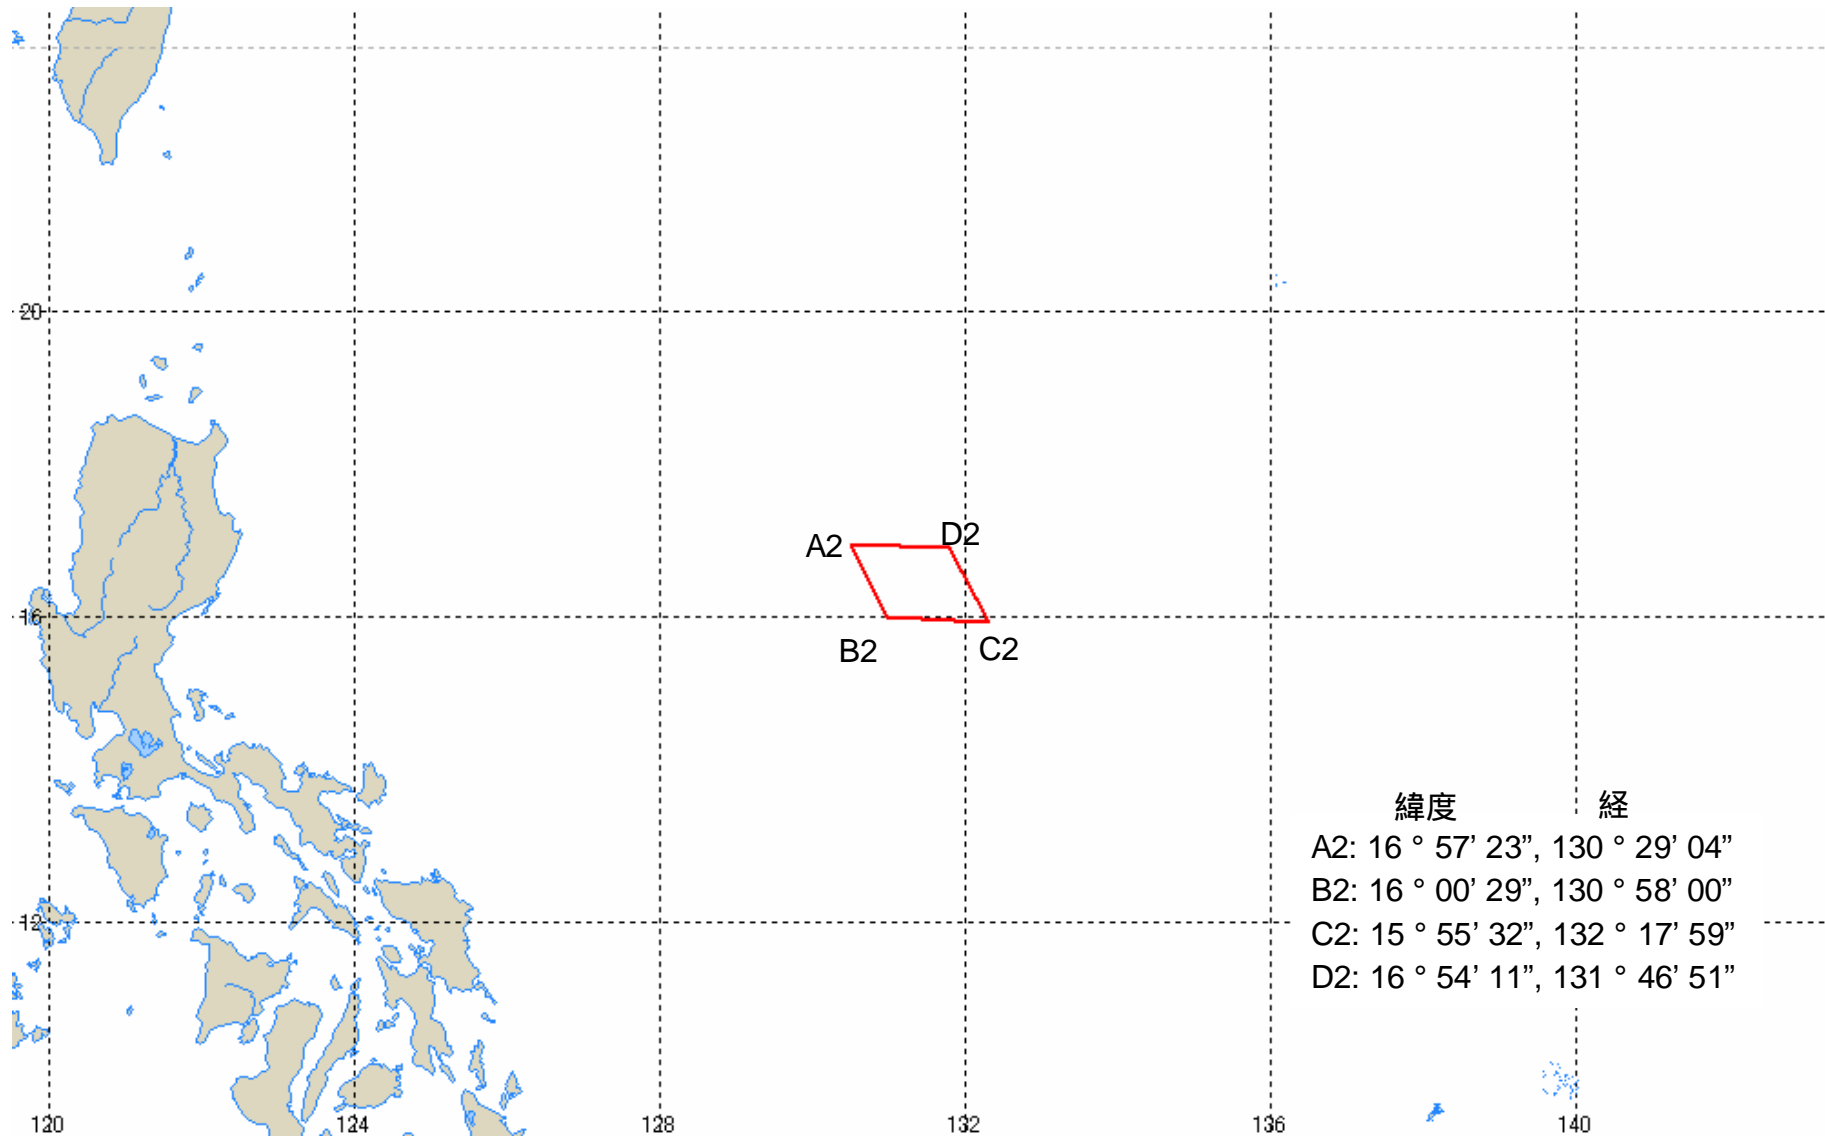 20
A2
D2
16
B2
C2
緯度 経
A2: 16 ° 57’ 23”, 130 ° 29’ 04”
B2: 16 ° 00’ 29”, 130 ° 58’ 00”
12
C2: 15 ° 55’ 32”, 132 ° 17’ 59”
D2: 16 ° 54’ 11”, 131 ° 46’ 51”
120 124 128 132 136 140